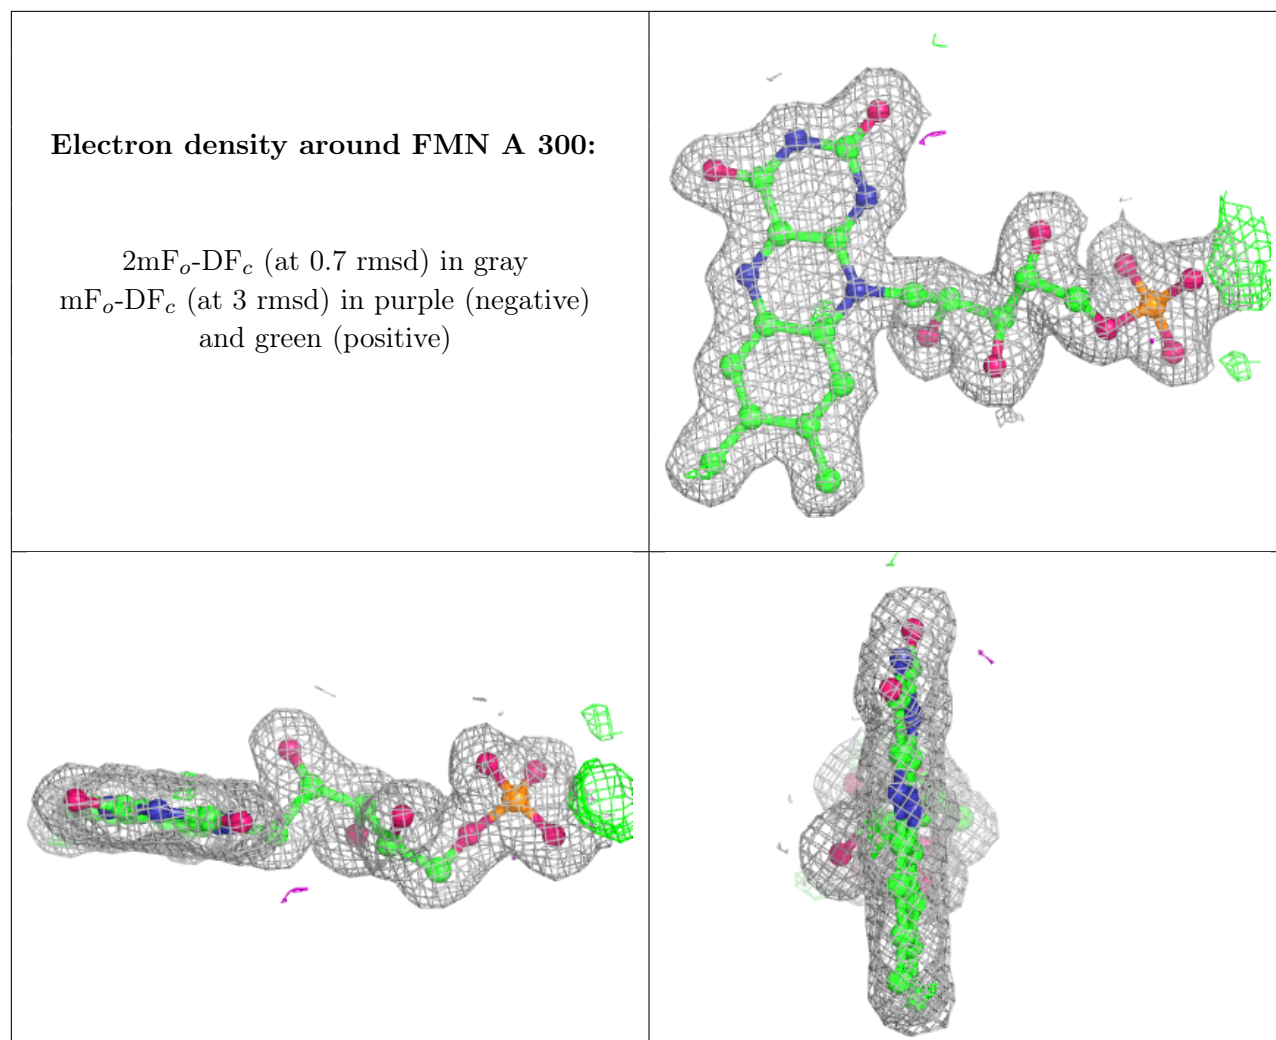 Electron density around FMN A 300:
2mFₒ-DF𝒸 (at 0.7 rmsd) in gray
mFₒ-DF𝒸 (at 3 rmsd) in purple (negative)
and green (positive)